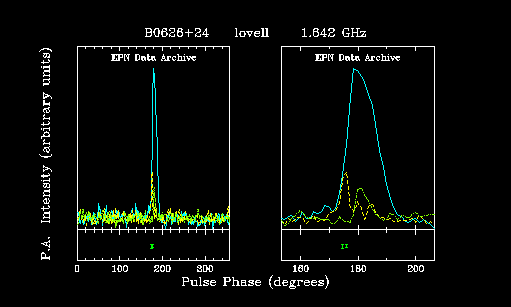 B0626+24 lovell 1.642 GHz
EPN Data Archive EPN Data Archive
P.A. Intensity (arbitrary units)
0 100 200 300 160 180 200
Pulse Phase (degrees)